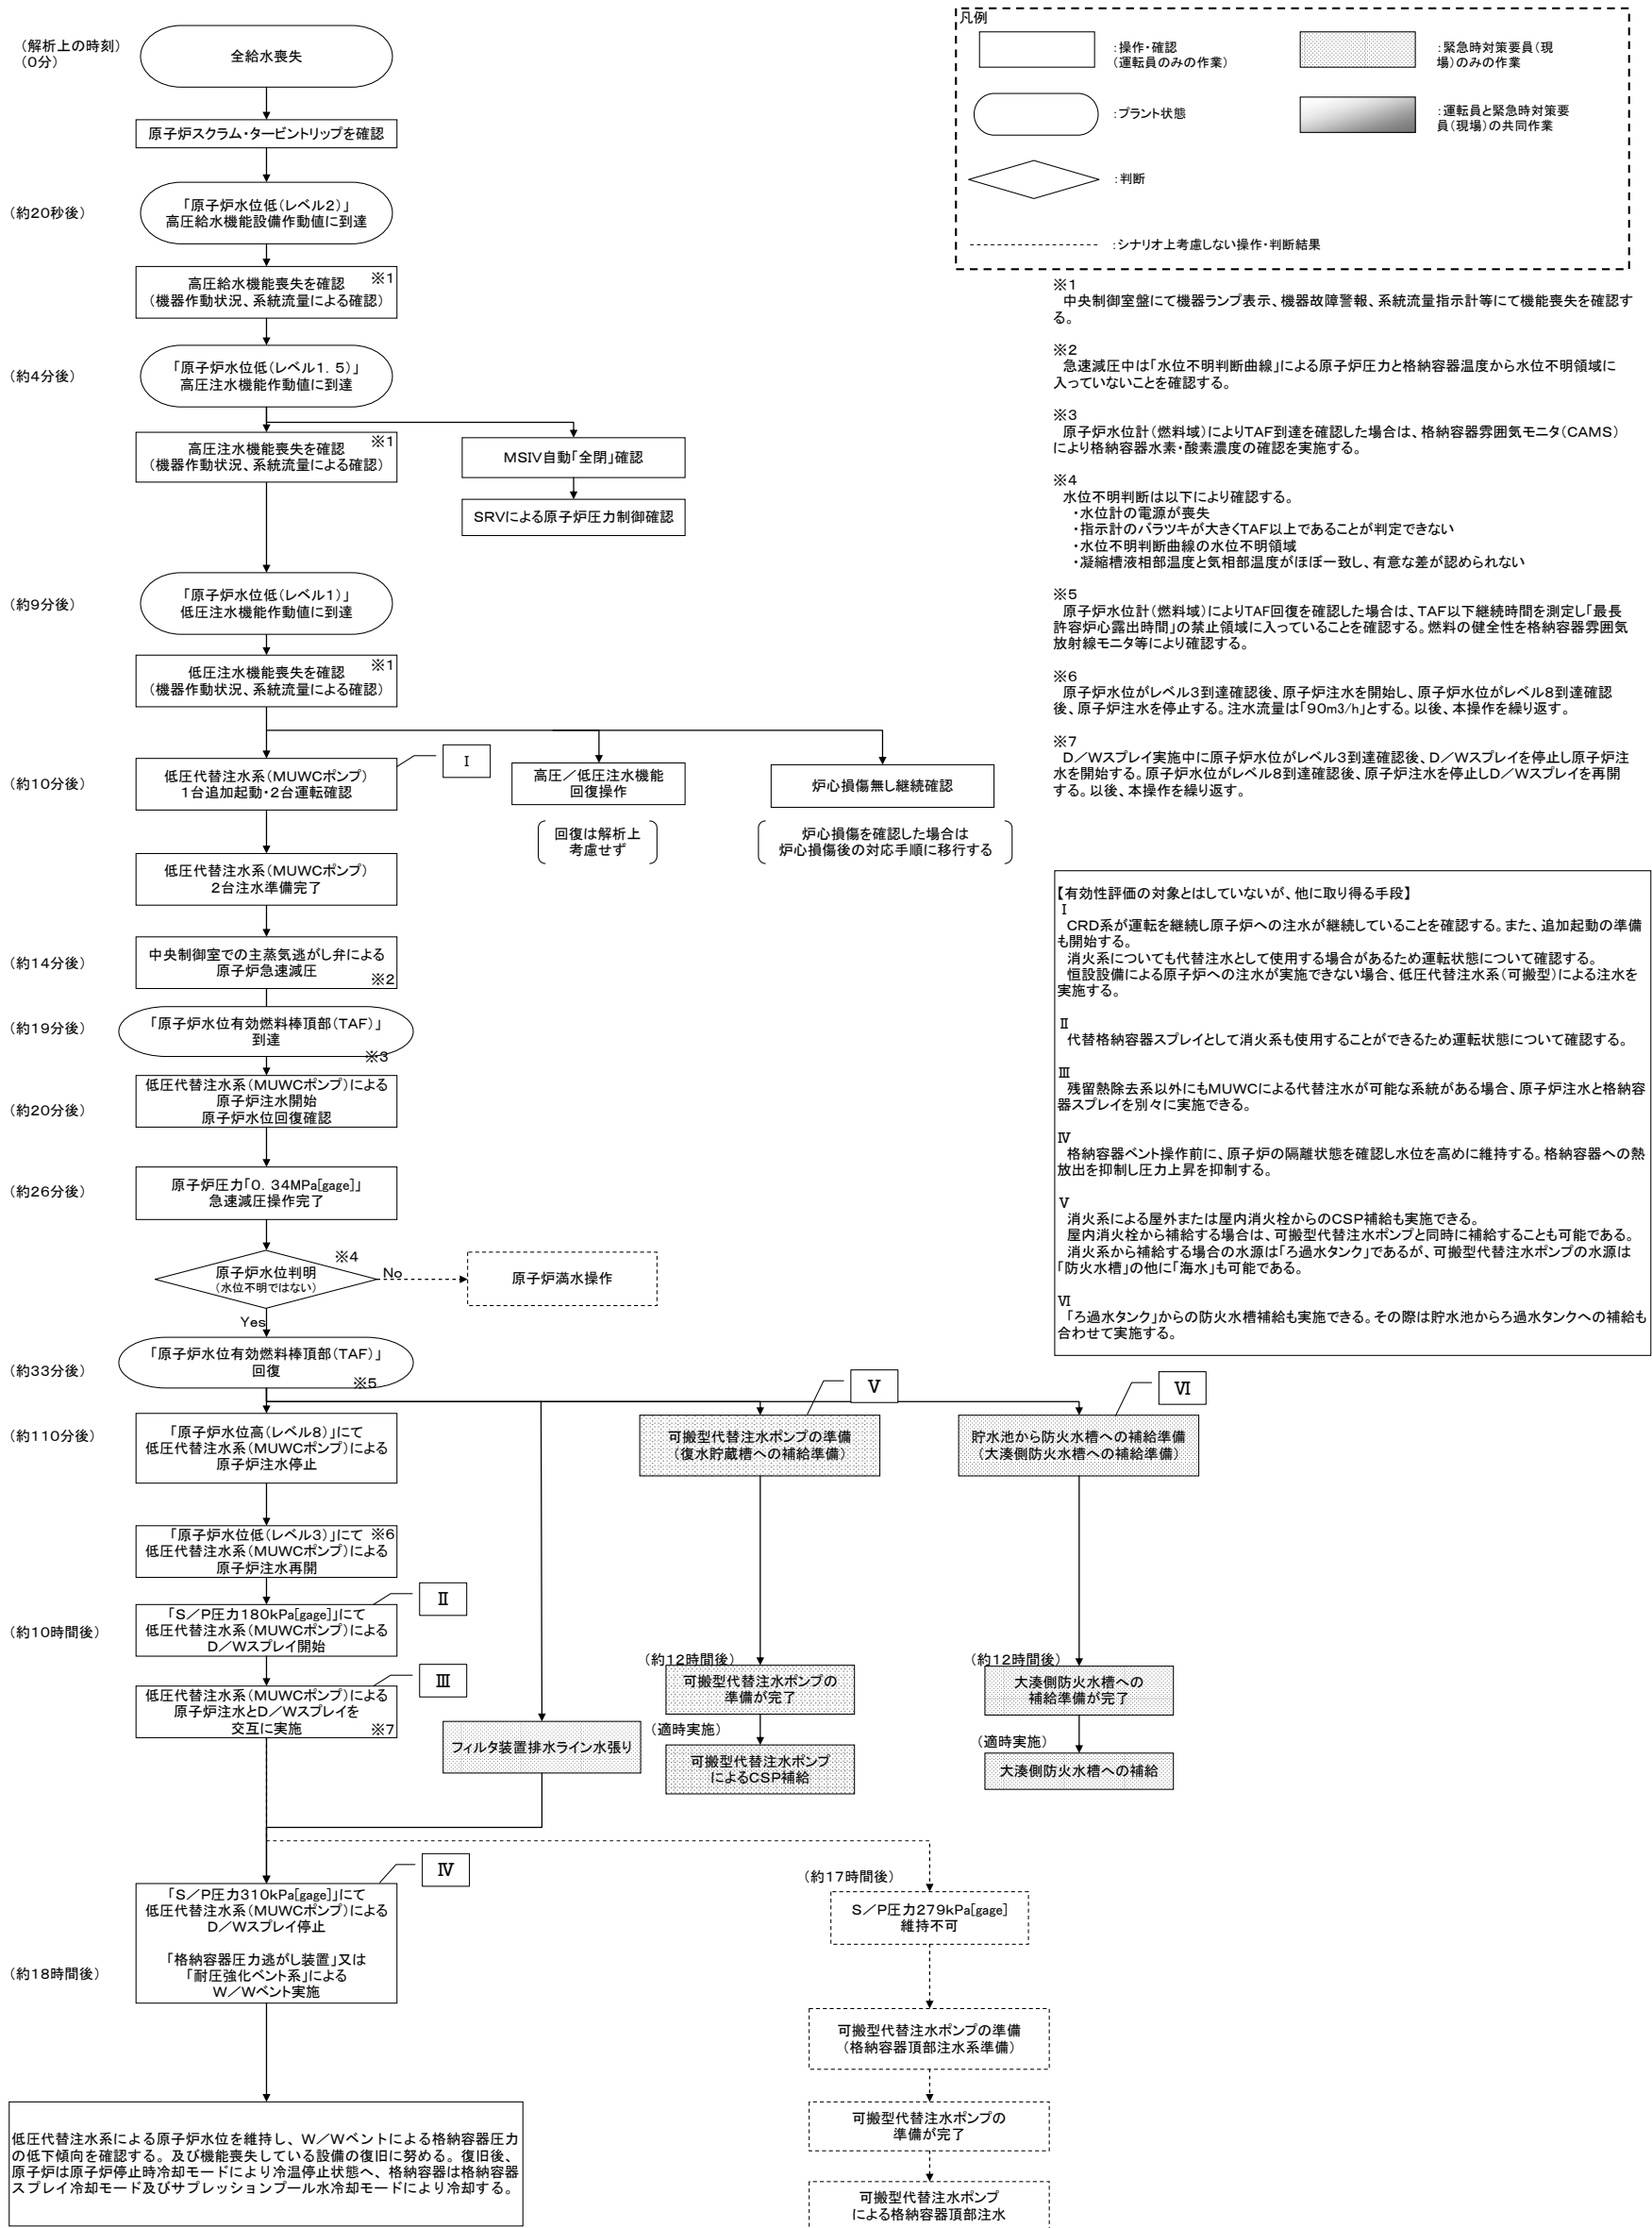 凡例
:操作・確認
(運転員のみの作業)
:緊急時対策要員(現
場)のみの作業
:プラント状態
:運転員と緊急時対策要
員(現場)の共同作業
:判断
:シナリオ上考慮しない操作・判断結果
(解析上の時刻)
(0分)
全給水喪失
原子炉スクラム・タービントリップを確認
(約20秒後)
「原子炉水位低(レベル2)」
高圧給水機能設備作動値に到達
高圧給水機能喪失を確認 ※1
(機器作動状況、系統流量による確認)
(約4分後)
「原子炉水位低(レベル1.5)」
高圧注水機能作動値に到達
高圧注水機能喪失を確認 ※1
(機器作動状況、系統流量による確認)
MSIV自動「全閉」確認
SRVによる原子炉圧力制御確認
(約9分後)
「原子炉水位低(レベル1)」
低圧注水機能作動値に到達
低圧注水機能喪失を確認 ※1
(機器作動状況、系統流量による確認)
(約10分後)
低圧代替注水系(MUWCポンプ)
1台追加起動・2台運転確認
Ⅰ
高圧/低圧注水機能
回復操作
回復は解析上
考慮せず
炉心損傷無し継続確認
炉心損傷を確認した場合は
炉心損傷後の対応手順に移行する
低圧代替注水系(MUWCポンプ)
2台注水準備完了
(約14分後)
中央制御室での主蒸気逃がし弁による
原子炉急速減圧
※2
(約19分後)
「原子炉水位有効燃料棒頂部(TAF)」
到達
※3
(約20分後)
低圧代替注水系(MUWCポンプ)による
原子炉注水開始
原子炉水位回復確認
(約26分後)
原子炉圧力「0.34MPa[gage]」
急速減圧操作完了
原子炉水位判明
(水位不明ではない)
※4
No
原子炉満水操作
Yes
(約33分後)
「原子炉水位有効燃料棒頂部(TAF)」
回復
※5
(約110分後)
「原子炉水位高(レベル8)」にて
低圧代替注水系(MUWCポンプ)による
原子炉注水停止
Ⅴ
可搬型代替注水ポンプの準備
(復水貯蔵槽への補給準備)
Ⅵ
貯水池から防火水槽への補給準備
(大湊側防火水槽への補給準備)
「原子炉水位低(レベル3)」にて ※6
低圧代替注水系(MUWCポンプ)による
原子炉注水再開
Ⅱ
(約10時間後)
「S/P圧力180kPa[gage]」にて
低圧代替注水系(MUWCポンプ)による
D/Wスプレイ開始
Ⅲ
低圧代替注水系(MUWCポンプ)による
原子炉注水とD/Wスプレイを
交互に実施 ※7
フィルタ装置排水ライン水張り
(約12時間後)
可搬型代替注水ポンプの
準備が完了
(適時実施)
可搬型代替注水ポンプ
によるCSP補給
(約12時間後)
大湊側防火水槽への
補給準備が完了
(適時実施)
大湊側防火水槽への補給
Ⅳ
「S/P圧力310kPa[gage]」にて
低圧代替注水系(MUWCポンプ)による
D/Wスプレイ停止
(約18時間後)
「格納容器圧力逃がし装置」又は
「耐圧強化ベント系」による
W/Wベント実施
(約17時間後)
S/P圧力279kPa[gage]
維持不可
可搬型代替注水ポンプの準備
(格納容器頂部注水系準備)
可搬型代替注水ポンプの
準備が完了
可搬型代替注水ポンプ
による格納容器頂部注水
低圧代替注水系による原子炉水位を維持し、W/Wベントによる格納容器圧力
の低下傾向を確認する。及び機能喪失している設備の復旧に努める。復旧後、
原子炉は原子炉停止時冷却モードにより冷温停止状態へ、格納容器は格納容器
スプレイ冷却モード及びサプレッションプール水冷却モードにより冷却する。
※1
中央制御室盤にて機器ランプ表示、機器故障警報、系統流量指示計等にて機能喪失を確認す
る。
※2
急速減圧中は「水位不明判断曲線」による原子炉圧力と格納容器温度から水位不明領域に
入っていないことを確認する。
※3
原子炉水位計(燃料域)によりTAF到達を確認した場合は、格納容器雰囲気モニタ(CAMS)
により格納容器水素・酸素濃度の確認を実施する。
※4
水位不明判断は以下により確認する。
・水位計の電源が喪失
・指示計のバラツキが大きくTAF以上であることが判定できない
・水位不明判断曲線の水位不明領域
・凝縮槽液相部温度と気相部温度がほぼ一致し、有意な差が認められない
※5
原子炉水位計(燃料域)によりTAF回復を確認した場合は、TAF以下継続時間を測定し「最長
許容炉心露出時間」の禁止領域に入っていることを確認する。燃料の健全性を格納容器雰囲気
放射線モニタ等により確認する。
※6
原子炉水位がレベル3到達確認後、原子炉注水を開始し、原子炉水位がレベル8到達確認
後、原子炉注水を停止する。注水流量は「90m3/h」とする。以後、本操作を繰り返す。
※7
D/Wスプレイ実施中に原子炉水位がレベル3到達確認後、D/Wスプレイを停止し原子炉注
水を開始する。原子炉水位がレベル8到達確認後、原子炉注水を停止しD/Wスプレイを再開
する。以後、本操作を繰り返す。
【有効性評価の対象とはしていないが、他に取り得る手段】
Ⅰ
CRD系が運転を継続し原子炉への注水が継続していることを確認する。また、追加起動の準備
も開始する。
消火系についても代替注水として使用する場合があるため運転状態について確認する。
恒設設備による原子炉への注水が実施できない場合、低圧代替注水系(可搬型)による注水を
実施する。
Ⅱ
代替格納容器スプレイとして消火系も使用することができるため運転状態について確認する。
Ⅲ
残留熱除去系以外にもMUWCによる代替注水が可能な系統がある場合、原子炉注水と格納容
器スプレイを別々に実施できる。
Ⅳ
格納容器ベント操作前に、原子炉の隔離状態を確認し水位を高めに維持する。格納容器への熱
放出を抑制し圧力上昇を抑制する。
Ⅴ
消火系による屋外または屋内消火栓からのCSP補給も実施できる。
屋内消火栓から補給する場合は、可搬型代替注水ポンプと同時に補給することも可能である。
消火系から補給する場合の水源は「ろ過水タンク」であるが、可搬型代替注水ポンプの水源は
「防火水槽」の他に「海水」も可能である。
Ⅵ
「ろ過水タンク」からの防火水槽補給も実施できる。その際は貯水池からろ過水タンクへの補給も
合わせて実施する。